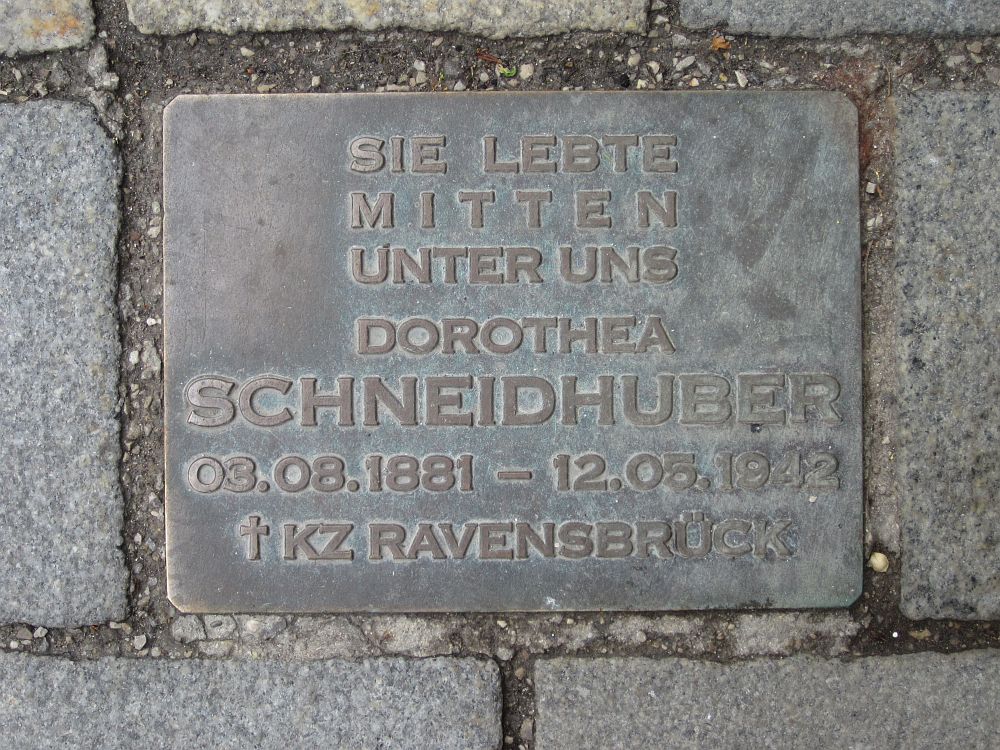 SIE LEBTE
MITTEN
UNTER UNS
DOROTHEA
SCHNEIDHUBER
03.08.1881 – 12.05.1942
✝ KZ RAVENSBRÜCK